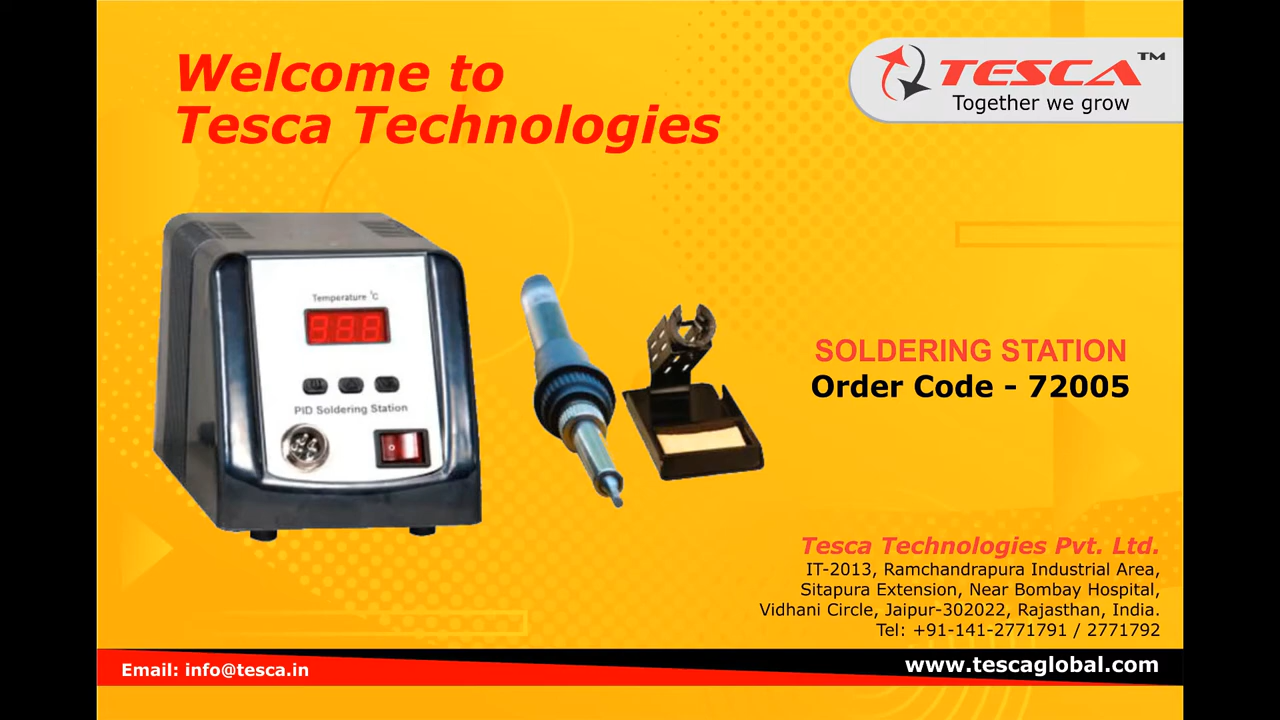 Welcome to
Tesca Technologies
TESCA™
Together we grow
Temperature °C
888
PID Soldering Station
SOLDERING STATION
Order Code - 72005
Tesca Technologies Pvt. Ltd.
IT-2013, Ramchandrapura Industrial Area,
Sitapura Extension, Near Bombay Hospital,
Vidhani Circle, Jaipur-302022, Rajasthan, India.
Tel: +91-141-2771791 / 2771792
Email: info@tesca.in
www.tescaglobal.com